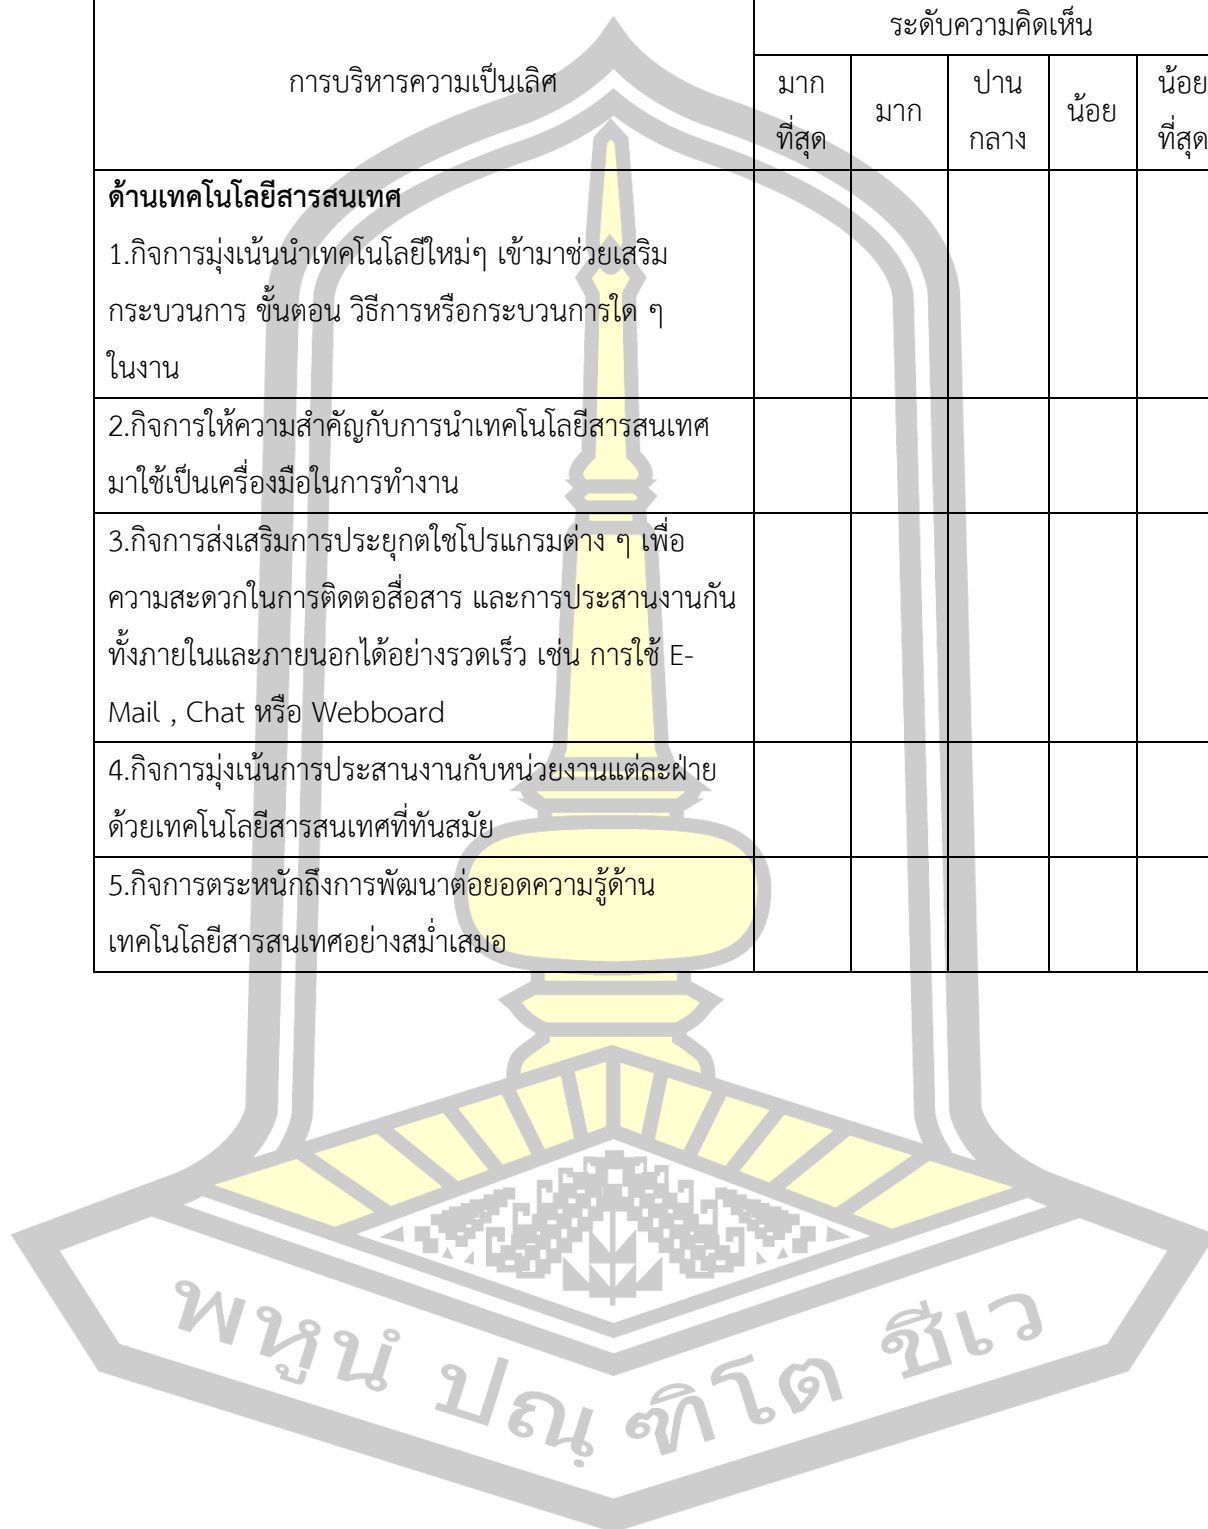 ระดับความคิดเห็น
การบริหารความเป็นเลิศ
มาก
ที่สุด
มาก
ปาน
กลาง
น้อย
น้อย
ที่สุด
ด้านเทคโนโลยีสารสนเทศ
1.กิจการมุ่งเน้นนำเทคโนโลยีใหม่ๆ เข้ามาช่วยเสริม
กระบวนการ ขั้นตอน วิธีการหรือกระบวนการใด ๆ
ในงาน
2.กิจการให้ความสำคัญกับการนำเทคโนโลยีสารสนเทศ
มาใช้เป็นเครื่องมือในการทำงาน
3.กิจการส่งเสริมการประยุกตใชโปรแกรมต่าง ๆ เพื่อ
ความสะดวกในการติดตอสื่อสาร และการประสานงานกัน
ทั้งภายในและภายนอกได้อย่างรวดเร็ว เช่น การใช้ E-
Mail , Chat หรือ Webboard
4.กิจการมุ่งเน้นการประสานงานกับหน่วยงานแต่ละฝ่าย
ด้วยเทคโนโลยีสารสนเทศที่ทันสมัย
5.กิจการตระหนักถึงการพัฒนาต่อยอดความรู้ด้าน
เทคโนโลยีสารสนเทศอย่างสม่ำเสมอ
พหูนํ ปณฺฑิโต ชีเว